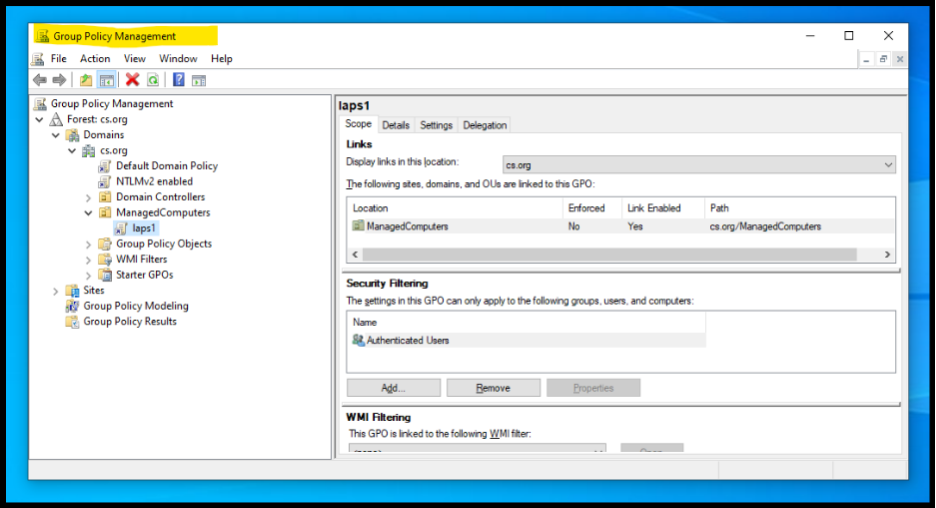 Group Policy Management
File Action View Window Help
Group Policy Management
Forest: cs.org
Domains
cs.org
Default Domain Policy
NTLMv2 enabled
Domain Controllers
ManagedComputers
laps1
Group Policy Objects
WMI Filters
Starter GPOs
Sites
Group Policy Modeling
Group Policy Results
laps1
Scope Details Settings Delegation
Links
Display links in this location: cs.org
The following sites, domains, and OUs are linked to this GPO:
Location Enforced Link Enabled Path
ManagedComputers No Yes cs.org/ManagedComputers
Security Filtering
The settings in this GPO can only apply to the following groups, users, and computers:
Name
Authenticated Users
Add... Remove Properties
WMI Filtering
This GPO is linked to the following WMI filter: